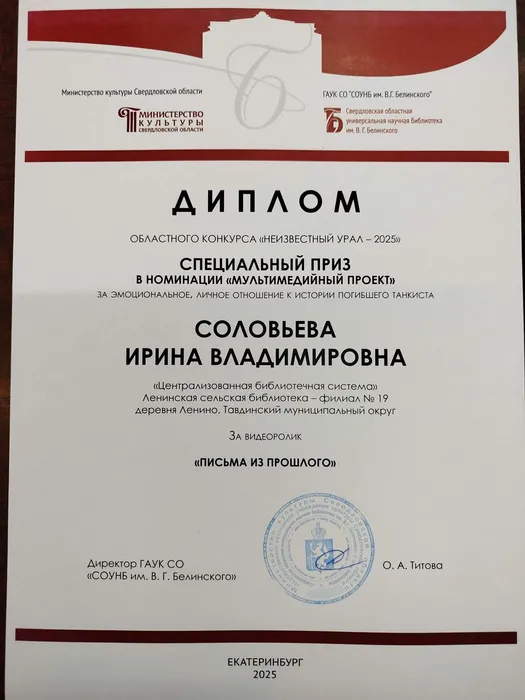 Министерство культуры Свердловской области
ГАУК СО "СОУНБ им. В.Г. Белинского"
МИНИСТЕРСТВО
КУЛЬТУРЫ
СВЕРДЛОВСКОЙ ОБЛАСТИ
Свердловская областная
универсальная научная библиотека
им. В. Г. Белинского
ДИПЛОМ
ОБЛАСТНОГО КОНКУРСА «НЕИЗВЕСТНЫЙ УРАЛ – 2025»
СПЕЦИАЛЬНЫЙ ПРИЗ
В НОМИНАЦИИ «МУЛЬТИМЕДИЙНЫЙ ПРОЕКТ»
ЗА ЭМОЦИОНАЛЬНОЕ, ЛИЧНОЕ ОТНОШЕНИЕ К ИСТОРИИ ПОГИБШЕГО ТАНКИСТА
СОЛОВЬЕВА
ИРИНА ВЛАДИМИРОВНА
«Централизованная библиотечная система»
Ленинская сельская библиотека – филиал № 19
деревня Ленино, Тавдинский муниципальный округ
ЗА ВИДЕОРОЛИК
«ПИСЬМА ИЗ ПРОШЛОГО»
Директор ГАУК СО
«СОУНБ им. В. Г. Белинского»
О. А. Титова
ЕКАТЕРИНБУРГ
2025